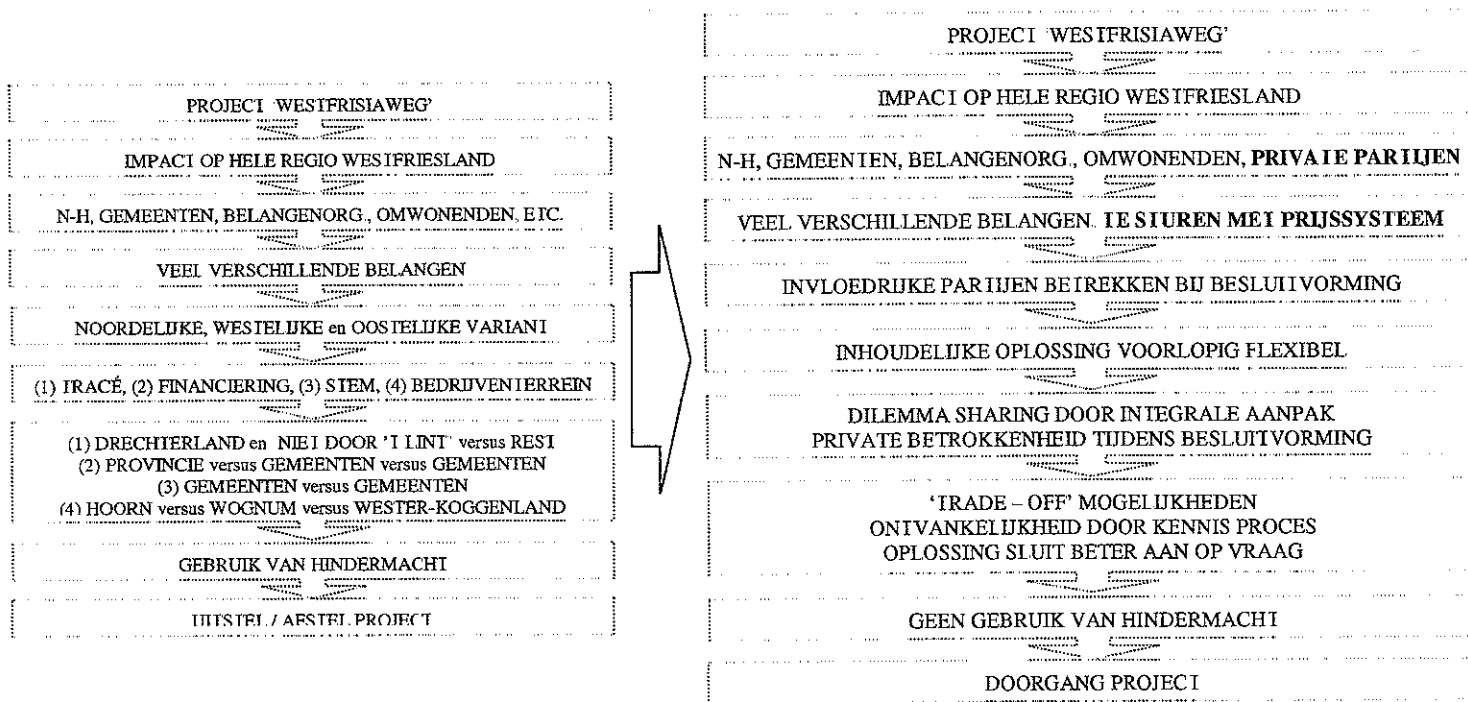 PROJECT 'WESTFRISIAWEG'
IMPACT OP HELE REGIO WESTFRIESLAND
N-H, GEMEENTEN, BELANGENORG., OMWONENDEN, ETC.
VEEL VERSCHILLENDE BELANGEN
NOORDELIJKE, WESTELIJKE en OOSTELIJKE VARIANT
(1) TRACÉ, (2) FINANCIERING, (3) STEM, (4) BEDRIJVENTERREIN
(1) DRECHTERLAND en NIET DOOR 'T LINT' versus REST
(2) PROVINCIE versus GEMEENTEN versus GEMEENTEN
(3) GEMEENTEN versus GEMEENTEN
(4) HOORN versus WOGNUM versus WESTER-KOGGENLAND
GEBRUIK VAN HINDERMACHT
UITSTEL / AFSTEL PROJECT
PROJECT 'WESTFRISIAWEG'
IMPACT OP HELE REGIO WESTFRIESLAND
N-H, GEMEENTEN, BELANGENORG., OMWONENDEN, PRIVATE PARTIJEN
VEEL VERSCHILLENDE BELANGEN. TE STUREN MET PRIJSSYSTEEM
INVLOEDRIJKE PARTIJEN BETREKKEN BIJ BESLUITVORMING
INHOUDELIJKE OPLOSSING VOORLOPIG FLEXIBEL
DILEMMA SHARING DOOR INTEGRALE AANPAK
PRIVATE BETROKKENHEID TIJDENS BESLUITVORMING
'TRADE – OFF' MOGELIJKHEDEN
ONTVANKELIJKHEID DOOR KENNIS PROCES
OPLOSSING SLUIT BETER AAN OP VRAAG
GEEN GEBRUIK VAN HINDERMACHT
DOORGANG PROJECT